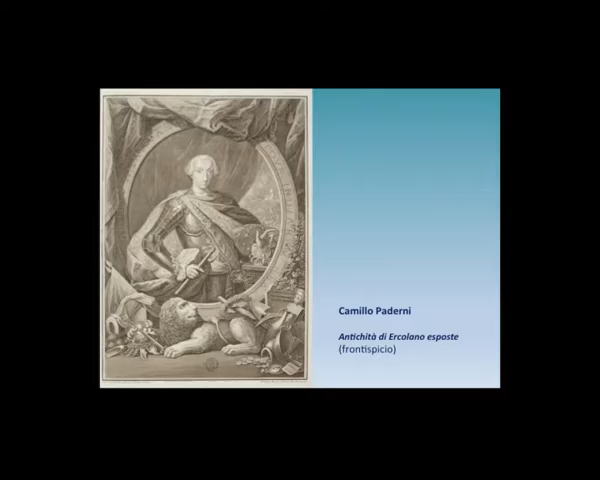 Camillo Paderni
Antichità di Ercolano esposte
(frontispicio)